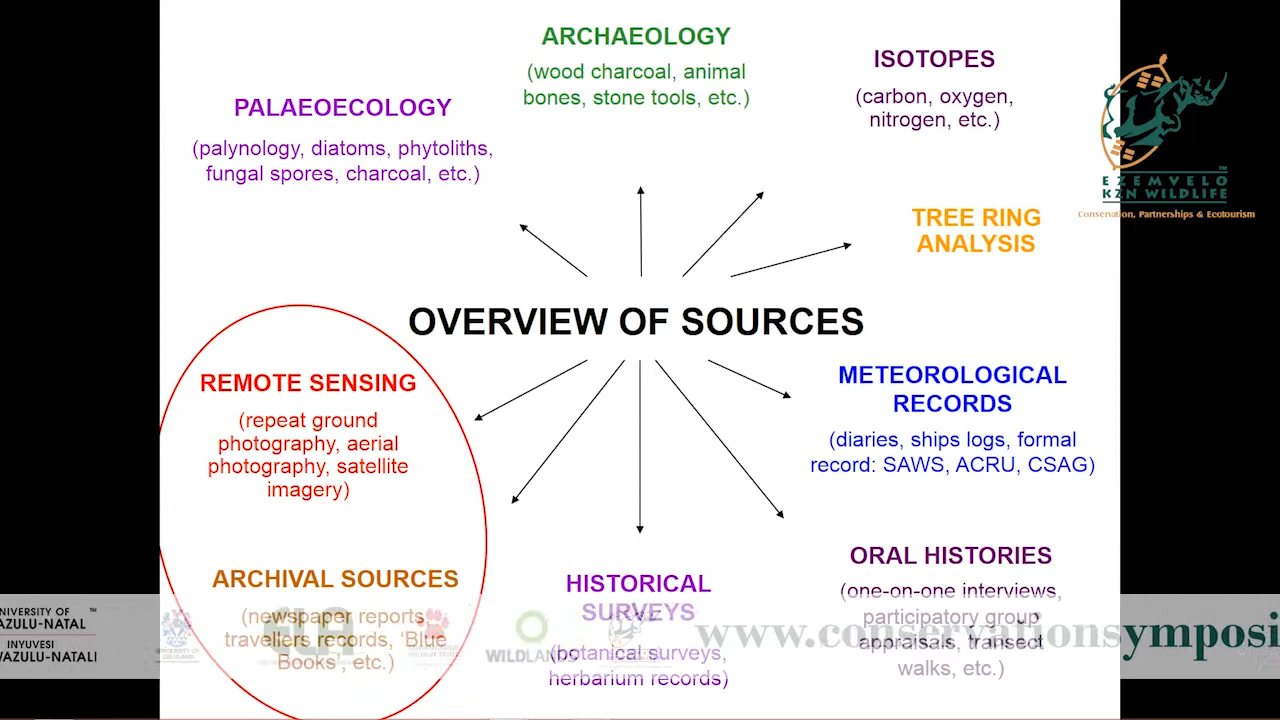 ARCHAEOLOGY
(wood charcoal, animal
bones, stone tools, etc.)
ISOTOPES
(carbon, oxygen,
nitrogen, etc.)
PALAEOECOLOGY
(palynology, diatoms, phytoliths,
fungal spores, charcoal, etc.)
EZEMVELO
KZN WILDLIFE
TM
Conservation, Partnerships & Ecotourism
TREE RING
ANALYSIS
OVERVIEW OF SOURCES
REMOTE SENSING
(repeat ground
photography, aerial
photography, satellite
imagery)
METEOROLOGICAL
RECORDS
(diaries, ships logs, formal
record: SAWS, ACRU, CSAG)
ARCHIVAL SOURCES
(newspaper reports,
travellers records, ‘Blue
Books’, etc.)
HISTORICAL
SURVEYS
(botanical surveys,
herbarium records)
ORAL HISTORIES
(one-on-one interviews,
participatory group
appraisals, transect
walks, etc.)
UNIVERSITY OF
AZULU-NATAL
TM
INYUVESI
WAZULU-NATALI
WILDLANDS
www.conservationsymposi